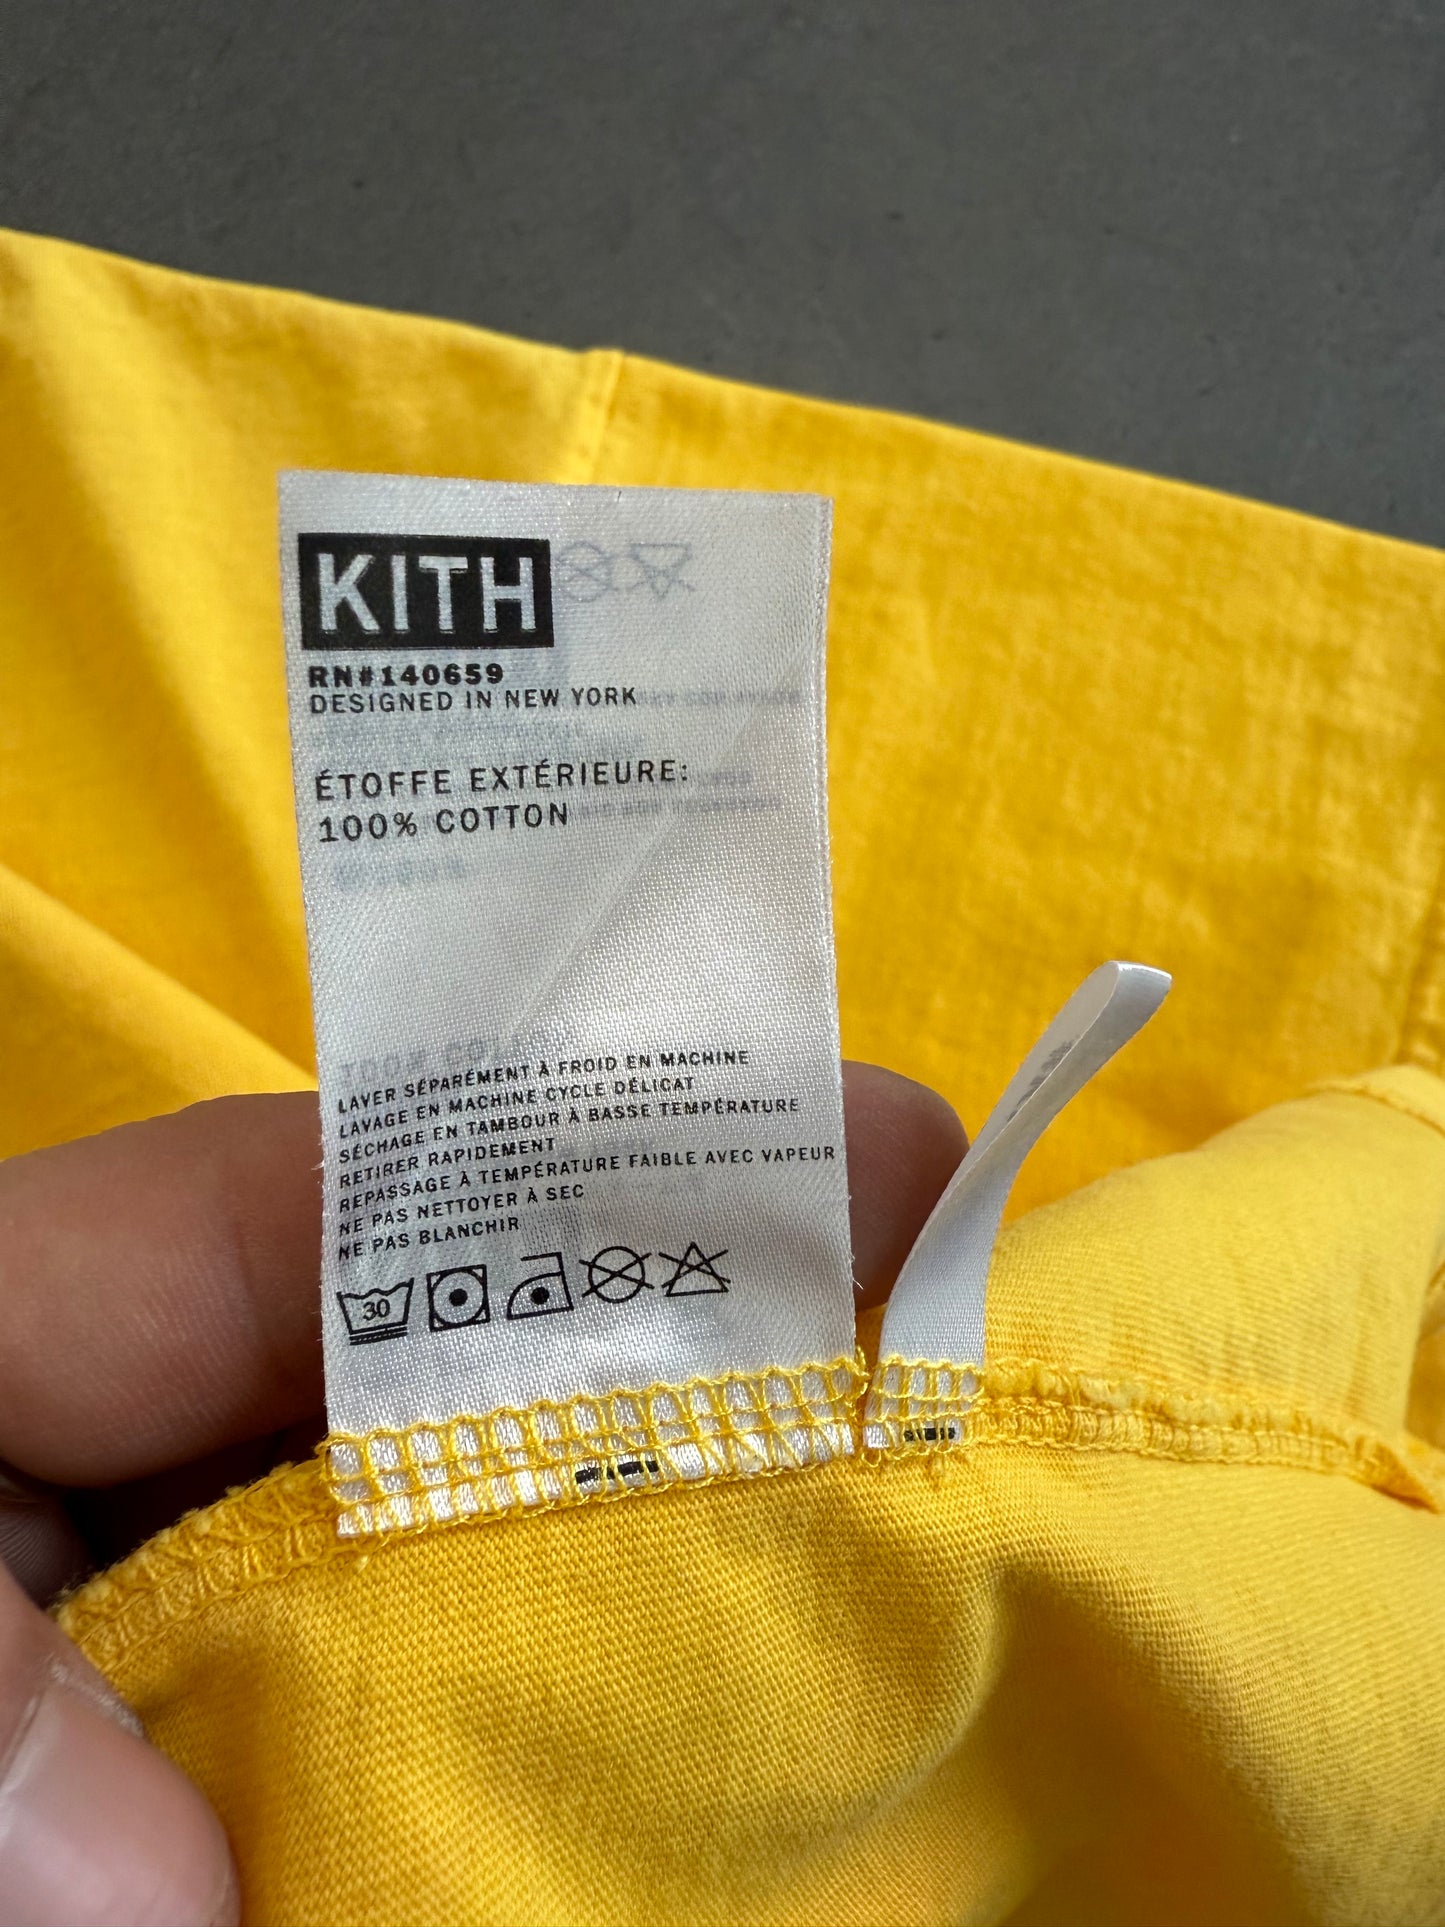 KITH
RN#140659
DESIGNED IN NEW YORK
ÉTOFFE EXTÉRIEURE:
100% COTTON
LAVER SÉPARÉMENT À FROID EN MACHINE
LAVAGE EN MACHINE CYCLE DÉLICAT
SÉCHAGE EN TAMBOUR À BASSE TEMPÉRATURE
RETIRER RAPIDEMENT
REPASSAGE À TEMPÉRATURE FAIBLE AVEC VAPEUR
NE PAS NETTOYER À SEC
NE PAS BLANCHIR
30